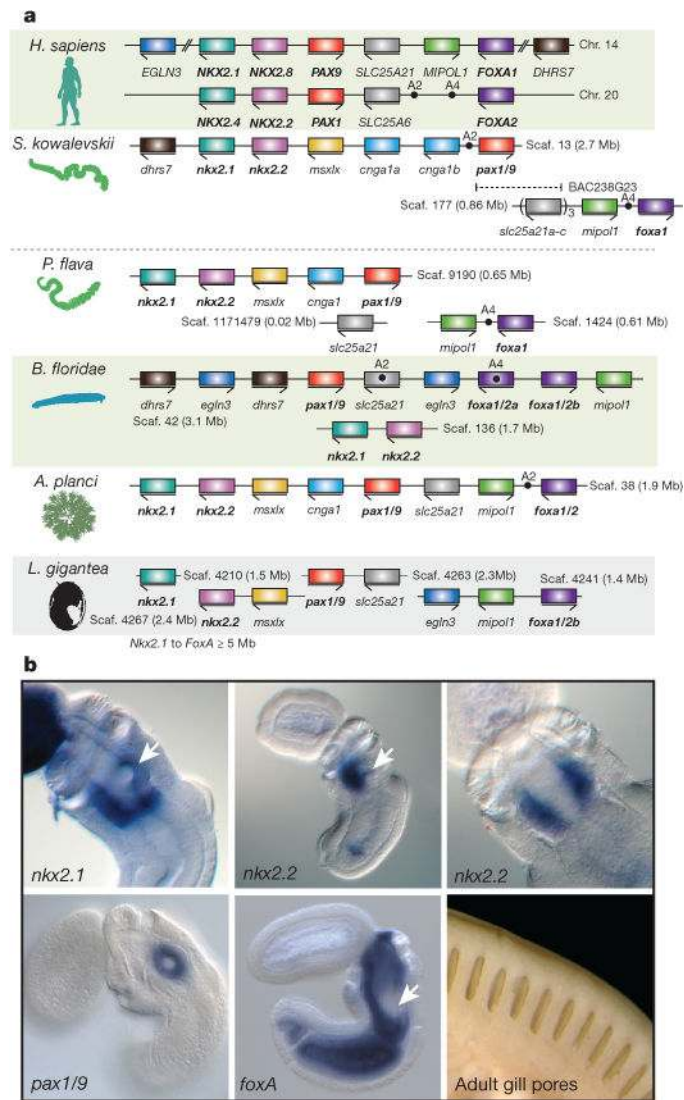 a
H. sapiens
Chr. 14
EGLN3 NKX2.1 NKX2.8 PAX9 SLC25A21 MIPOL1 FOXA1 DHRS7
A2 A4
Chr. 20
NKX2.4 NKX2.2 PAX1 SLC25A6 FOXA2
S. kowalevskii
A2
Scaf. 13 (2.7 Mb)
dhrs7 nkx2.1 nkx2.2 msxlx cnga1a cnga1b pax1/9
BAC238G23
Scaf. 177 (0.86 Mb)
3 A4
slc25a21a-c mipol1 foxa1
P. flava
Scaf. 9190 (0.65 Mb)
nkx2.1 nkx2.2 msxlx cnga1 pax1/9
Scaf. 1171479 (0.02 Mb) A4 Scaf. 1424 (0.61 Mb)
slc25a21 mipol1 foxa1
B. floridae
A2 A4
dhrs7 egln3 dhrs7 pax1/9 slc25a21 egln3 foxa1/2a foxa1/2b mipol1
Scaf. 42 (3.1 Mb)
Scaf. 136 (1.7 Mb)
nkx2.1 nkx2.2
A. planci
A2
Scaf. 38 (1.9 Mb)
nkx2.1 nkx2.2 msxlx cnga1 pax1/9 slc25a21 mipol1 foxa1/2
L. gigantea
Scaf. 4210 (1.5 Mb) Scaf. 4263 (2.3Mb) Scaf. 4241 (1.4 Mb)
nkx2.1 pax1/9 slc25a21
Scaf. 4267 (2.4 Mb)
nkx2.2 msxlx egln3 mipol1 foxa1/2b
Nkx2.1 to FoxA ≥ 5 Mb
b
nkx2.1 nkx2.2 nkx2.2
pax1/9 foxA Adult gill pores